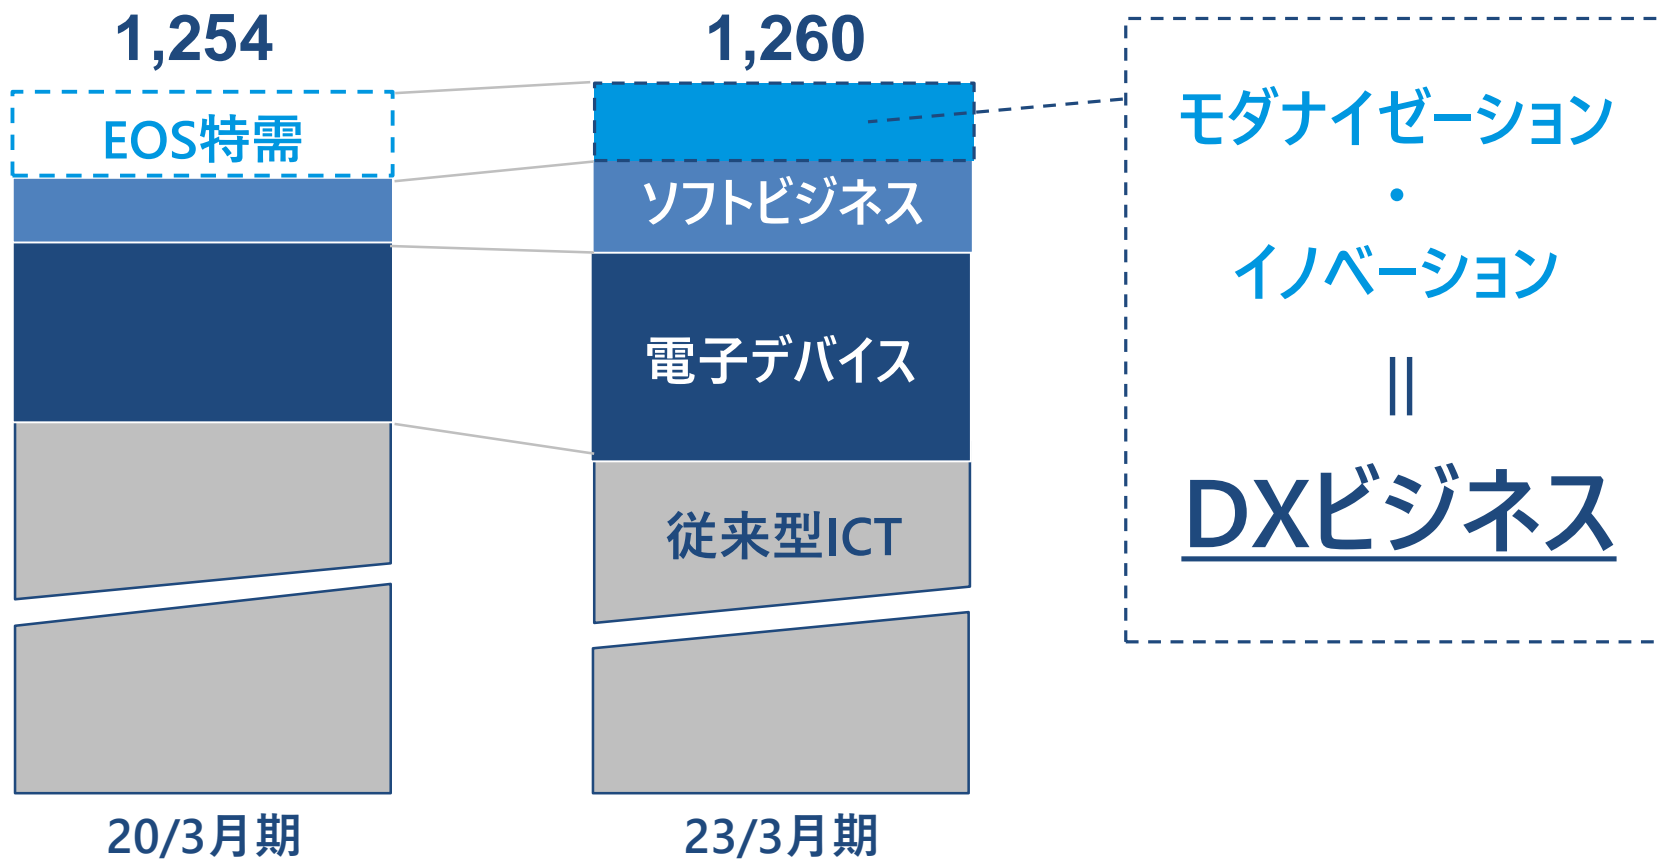 1,254
1,260
EOS特需
ソフトビジネス
電子デバイス
従来型ICT
20/3月期
23/3月期
モダナイゼーション
・
イノベーション
||
DXビジネス